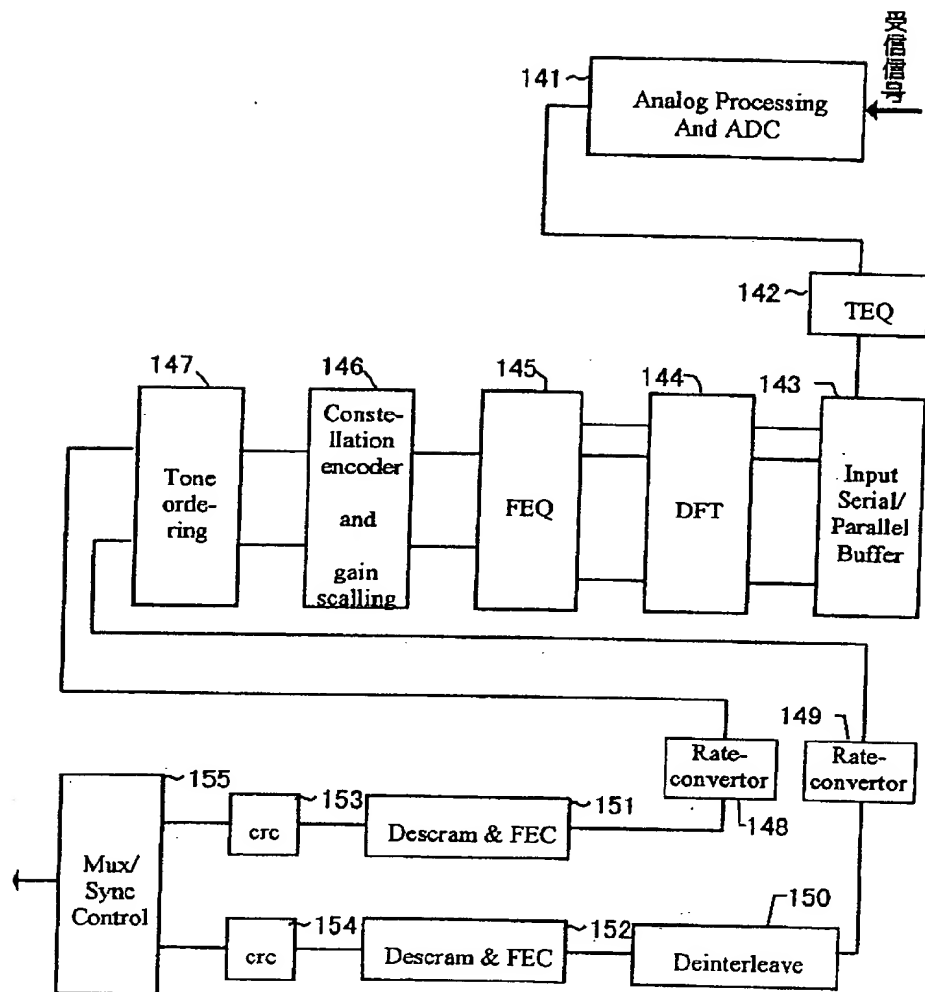 受信信号
141
Analog Processing
And ADC
142
TEQ
147
146
145
144
143
Tone
orde-
ring
Conste-
llation
encoder
and
gain
scalling
FEQ
DFT
Input
Serial/
Parallel
Buffer
149
Rate-
convertor
148
Rate-
convertor
155
153
151
Mux/
Sync
Control
crc
Descram & FEC
154
152
150
crc
Descram & FEC
Deinterleave